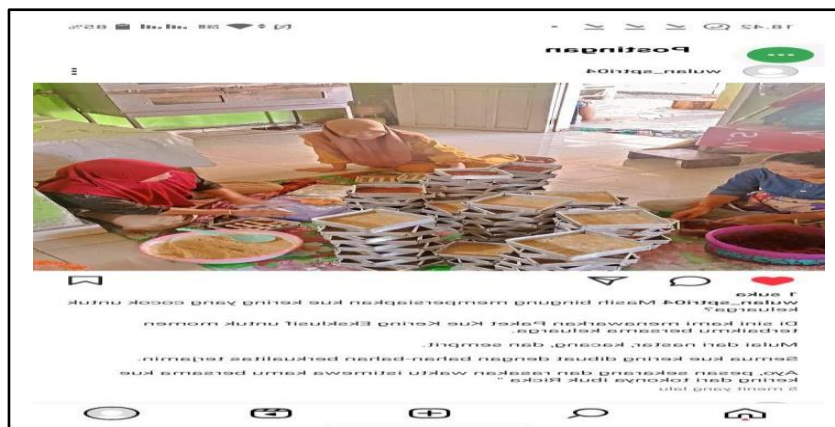 18.42
85%
Postingan
wulan_sptri04
1 suka
wulan_sptri04 Masih bingung mempersiapkan kue kering yang cocok untuk
keluarga?
Di sini kami menawarkan Paket Kue Kering Eksklusif untuk momen
terbaikmu bersama keluarga.
Mulai dari nastar, kacang, dan semprit.
Semua kue kering dibuat dengan bahan-bahan berkualitas terjamin.
Ayo, pesan sekarang dan rasakan waktu istimewa kamu bersama kue
kering dari tokonya ibuk Ricka "
5 menit yang lalu